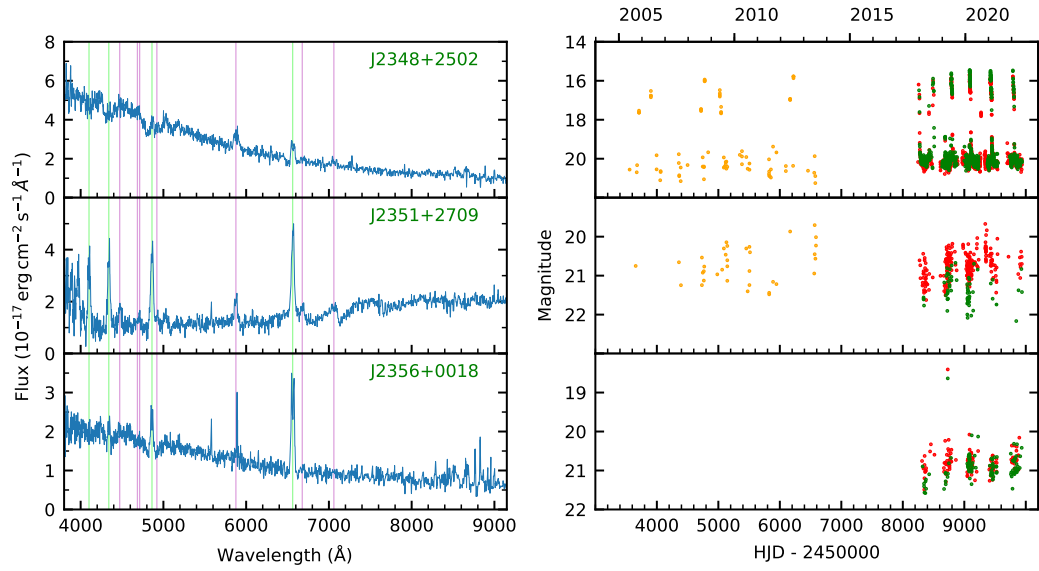 2005 2010 2015 2020
8
6
4
2
0
J2348+2502
14
16
18
20
4
2
0
J2351+2709
20
21
22
3
2
1
0
J2356+0018
19
20
21
22
4000 5000 6000 7000 8000 9000
4000 5000 6000 7000 8000 9000
Flux (10⁻¹⁷ erg cm⁻² s⁻¹ Å⁻¹)
Magnitude
Wavelength (Å)
HJD - 2450000